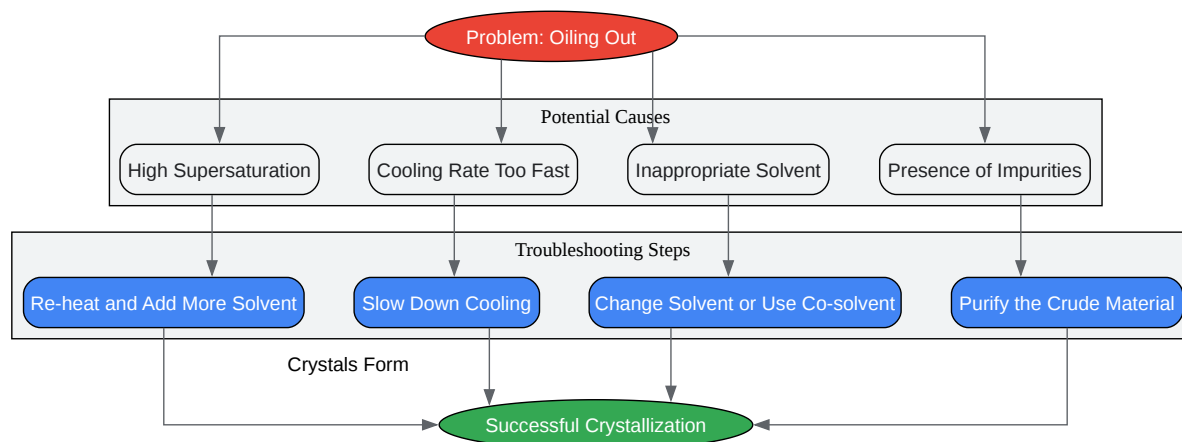 Problem: Oiling Out
Potential Causes
High Supersaturation
Cooling Rate Too Fast
Inappropriate Solvent
Presence of Impurities
Troubleshooting Steps
Re-heat and Add More Solvent
Slow Down Cooling
Change Solvent or Use Co-solvent
Purify the Crude Material
Crystals Form
Successful Crystallization